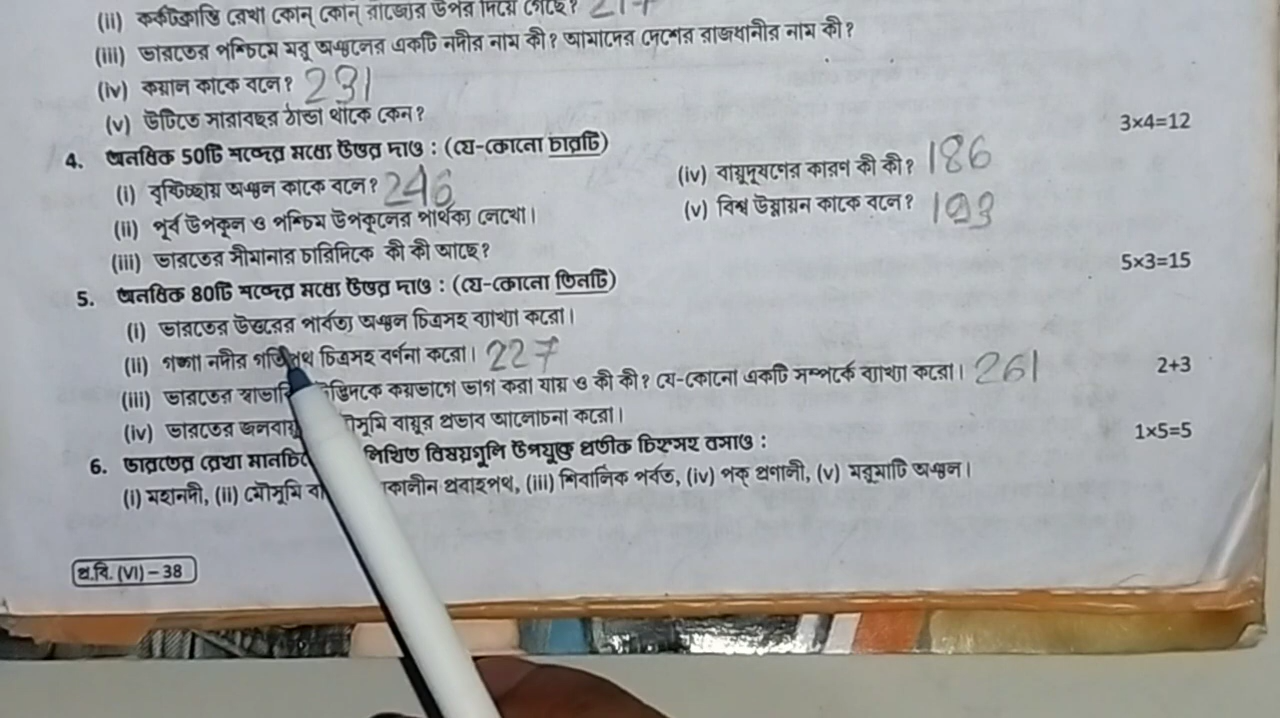 (ii) কর্কটক্রান্তি রেখা কোন্ কোন্ রাজ্যের উপর দিয়ে গেছে? 217
(iii) ভারতের পশ্চিমে মরু অঞ্চলের একটি নদীর নাম কী? আমাদের দেশের রাজধানীর নাম কী?
(iv) কয়াল কাকে বলে? 231
(v) উটিতে সারাবছর ঠান্ডা থাকে কেন?
4. অনধিক 50টি শব্দের মধ্যে উত্তর দাও : (যে-কোনো চারটি) 3×4=12
(i) বৃষ্টিচ্ছায় অঞ্চল কাকে বলে? 246
(ii) পূর্ব উপকূল ও পশ্চিম উপকূলের পার্থক্য লেখো।
(iii) ভারতের সীমানার চারিদিকে কী কী আছে?
(iv) বায়ুদূষণের কারণ কী কী? 186
(v) বিশ্ব উষ্ণায়ন কাকে বলে? 193
5. অনধিক 80টি শব্দের মধ্যে উত্তর দাও : (যে-কোনো তিনটি) 5×3=15
(i) ভারতের উত্তরের পার্বত্য অঞ্চল চিত্রসহ ব্যাখ্যা করো।
(ii) গঙ্গা নদীর গতিপথ চিত্রসহ বর্ণনা করো। 227
(iii) ভারতের উদ্ভিদকে কয়ভাগে ভাগ করা যায় ও কী কী? যে-কোনো একটি সম্পর্কে ব্যাখ্যা করো। 261 2+3
(iv) ভারতের জলবায়ু মৌসুমি বায়ুর প্রভাব আলোচনা করো।
6. ভারতের রেখা লিখিত বিষয়গুলি উপযুক্ত প্রতীক চিহ্নসহ বসাও : 1×5=5
(i) মহানদী, (ii) মৌসুমি কালীন প্রবাহপথ, (iii) শিবালিক পর্বত, (iv) পক্ প্রণালী, (v) মরুমাটি অঞ্চল।
প্র.বি. (VI) – 38